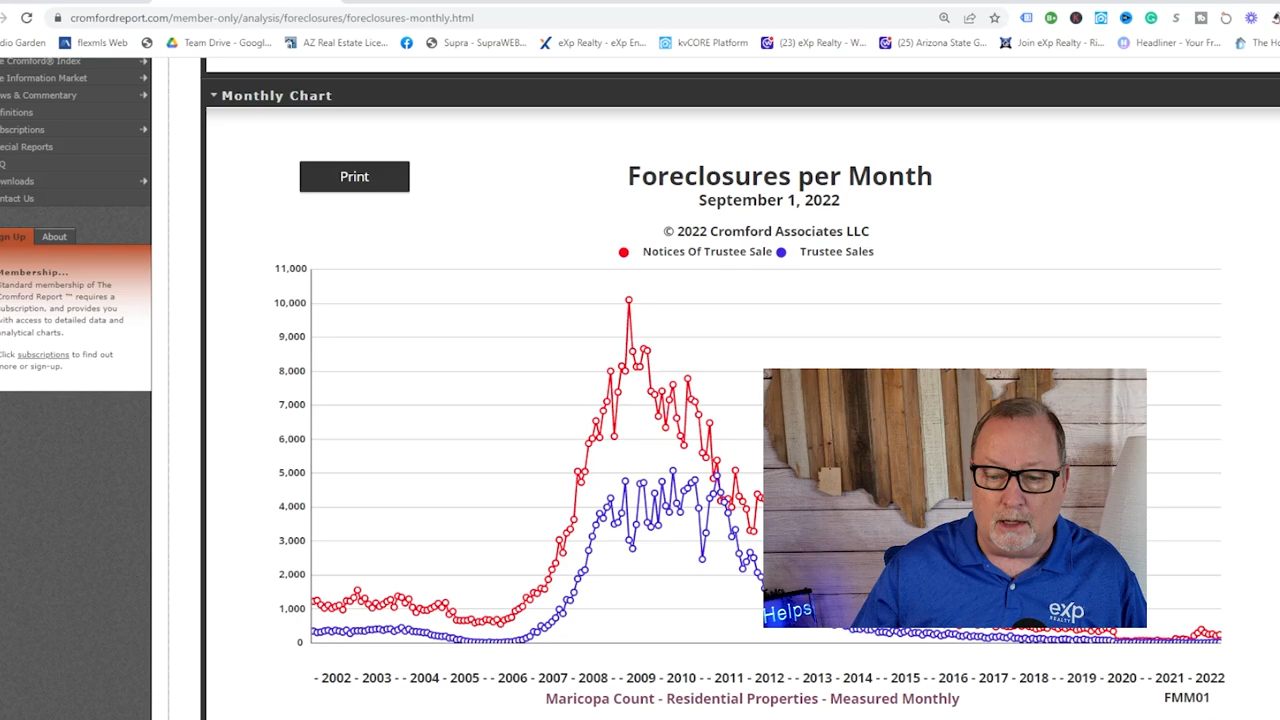 cromfordreport.com/member-only/analysis/foreclosures/foreclosures-monthly.html
dio Garden
flexmls Web
Team Drive - Googl...
AZ Real Estate Lice...
Supra - SupraWEB...
eXp Realty - eXp En...
kvCORE Platform
(23) eXp Realty - W...
(25) Arizona State G...
Join eXp Realty - Ri...
Headliner - Your Fr...
The Ho
e Cromford® Index
e Information Market
ws & Commentary
finitions
bscriptions
ecial Reports
Q
wnloads
ntact Us
gn Up
About
Membership...
Standard membership of The
Cromford Report ™ requires a
subscription, and provides you
with access to detailed data and
analytical charts.
Click subscriptions to find out
more or sign-up.
Monthly Chart
Print
Foreclosures per Month
September 1, 2022
© 2022 Cromford Associates LLC
Notices Of Trustee Sale
Trustee Sales
11,000
10,000
9,000
8,000
7,000
6,000
5,000
4,000
3,000
2,000
1,000
0
- 2002 - - 2003 - - 2004 - - 2005 - - 2006 - - 2007 - - 2008 - - 2009 - - 2010 - - 2011 - - 2012 - - 2013 - - 2014 - - 2015 - - 2016 - - 2017 - - 2018 - - 2019 - - 2020 - - 2021 - - 2022
Maricopa Count - Residential Properties - Measured Monthly
FMM01
Helps
exp
REALTY